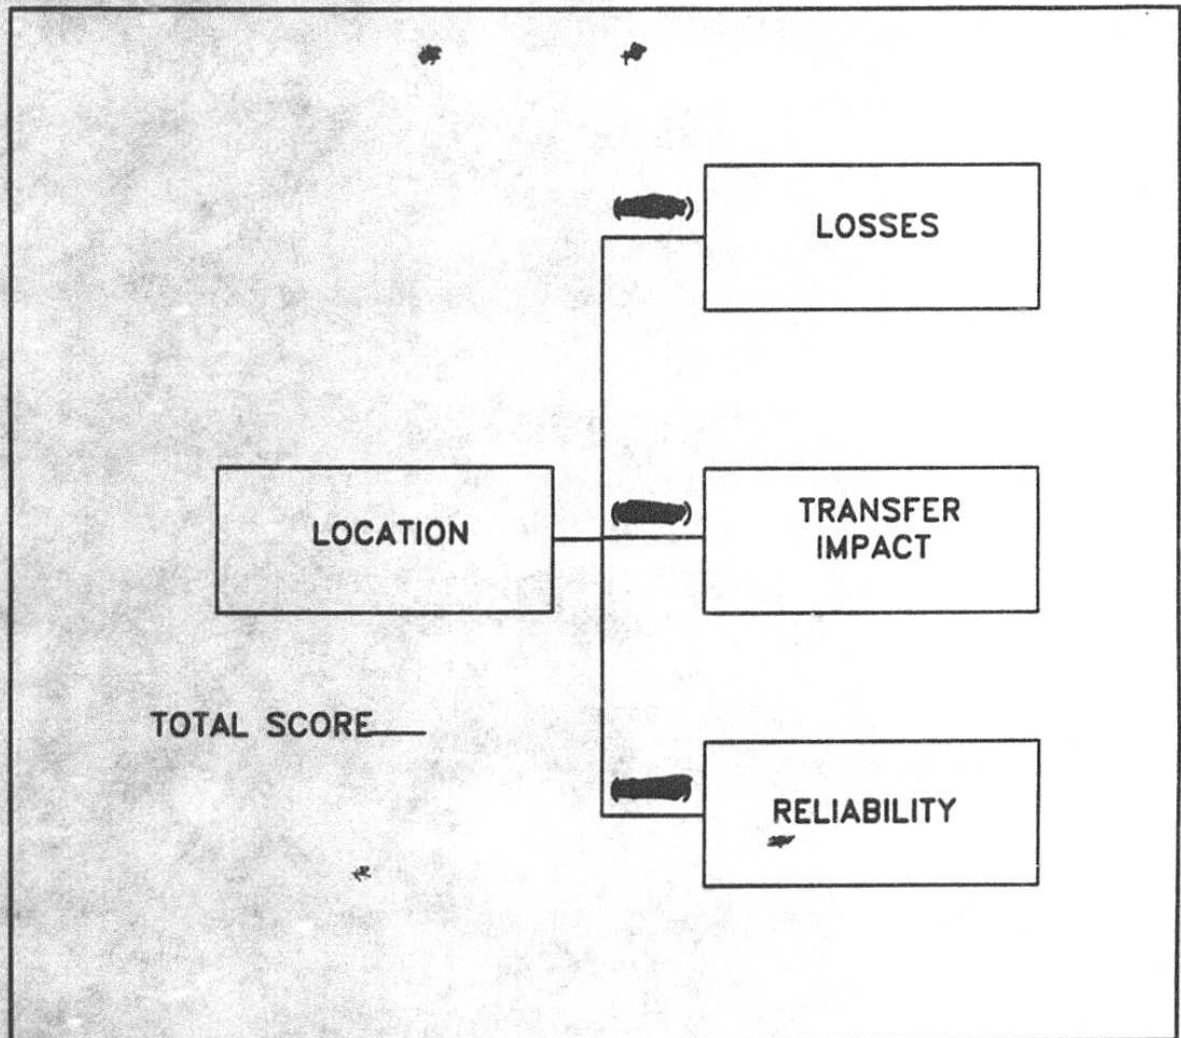 LOSSES
LOCATION
TRANSFER
IMPACT
TOTAL SCORE
RELIABILITY